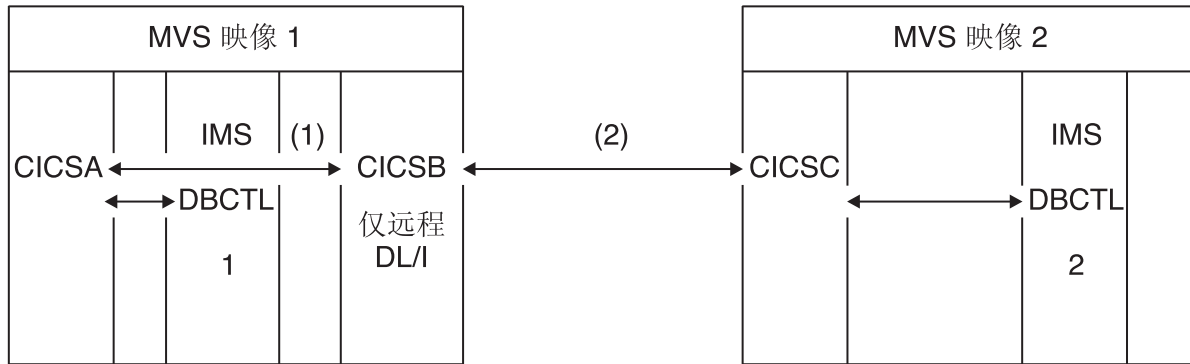 MVS 映像 1
MVS 映像 2
IMS
(1)
(2)
IMS
CICSA
CICSB
CICSC
DBCTL
DBCTL
仅远程
DL/I
1
2